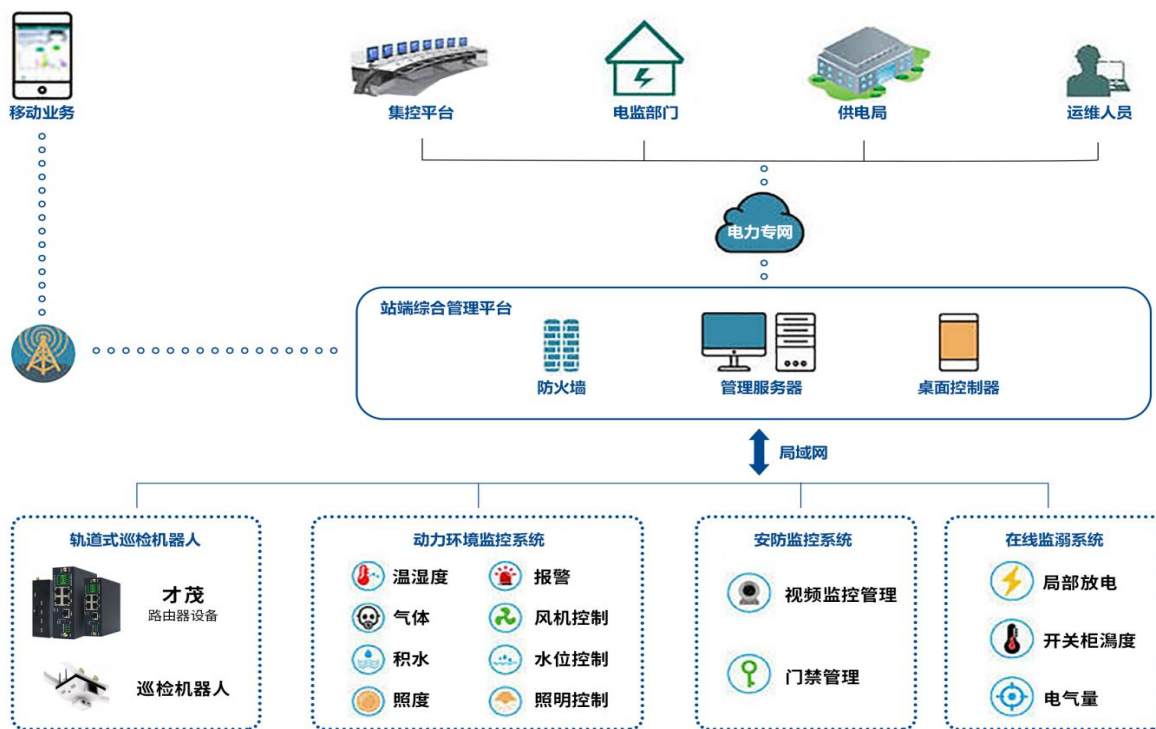 移动业务
集控平台
电监部门
供电局
运维人员
电力专网
站端综合管理平台
防火墙
管理服务器
桌面控制器
局域网
轨道式巡检机器人
才茂
路由器设备
巡检机器人
动力环境监控系统
温湿度
报警
气体
风机控制
积水
水位控制
照度
照明控制
安防监控系统
视频监控管理
门禁管理
在线监溺系统
局部放电
开关柜澙度
电气量